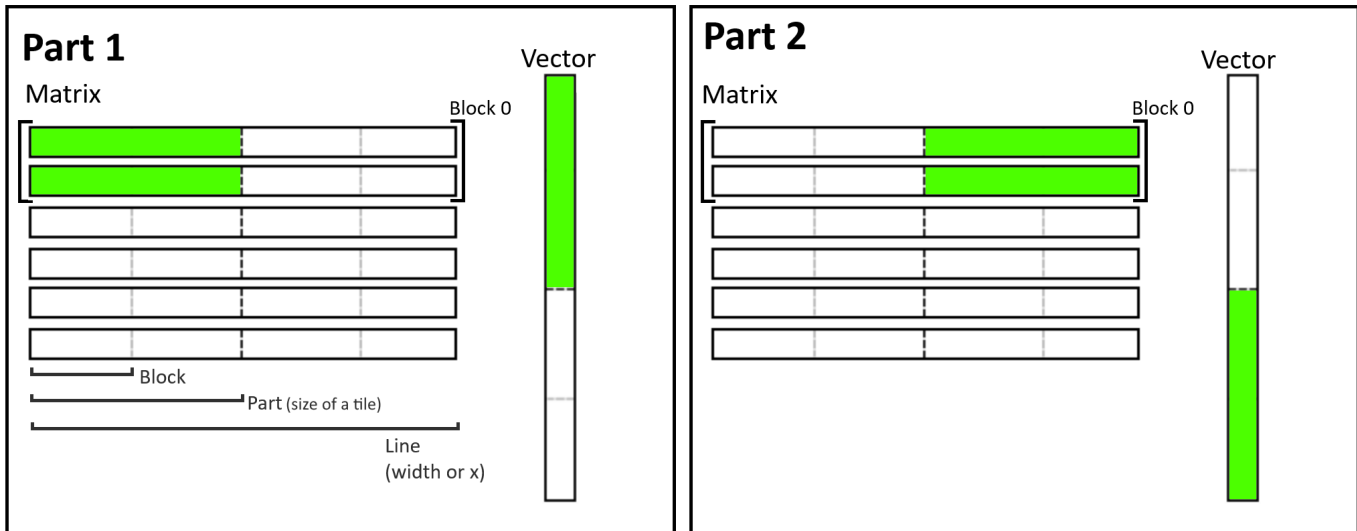 Part 1
Vector
Matrix
Block 0
Block
Part (size of a tile)
Line
(width or x)
Part 2
Vector
Matrix
Block 0